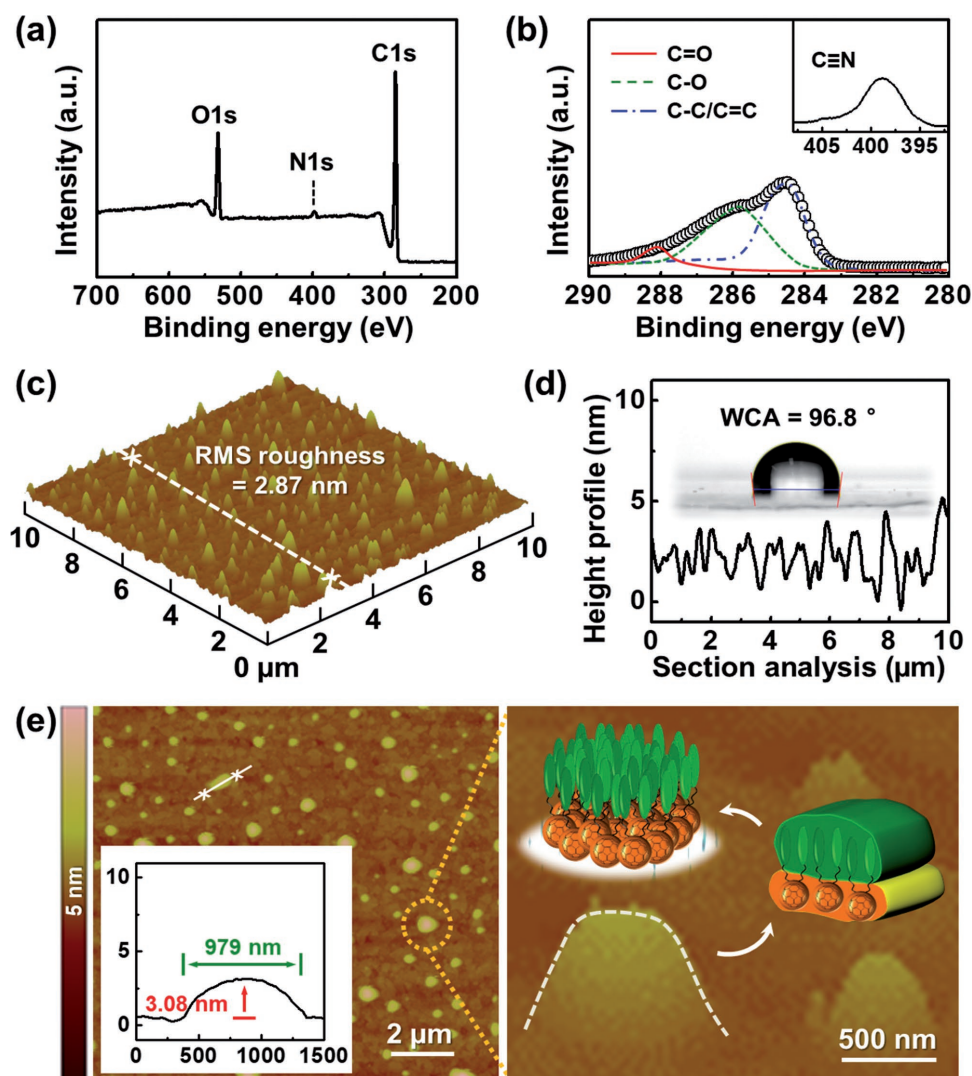 (a)
Intensity (a.u.)
O1s
N1s
C1s
700 600 500 400 300 200
Binding energy (eV)
(b)
Intensity (a.u.)
C=O
C-O
C-C/C=C
C≡N
405 400 395
290 288 286 284 282 280
Binding energy (eV)
(c)
RMS roughness
= 2.87 nm
10 8 6 4 2 0 µm
2 4 6 8 10
(d)
Height profile (nm)
10
5
0
WCA = 96.8 °
0 2 4 6 8 10
Section analysis (µm)
(e)
5 nm
10
5
0
979 nm
3.08 nm
0 500 1000 1500
2 µm
500 nm